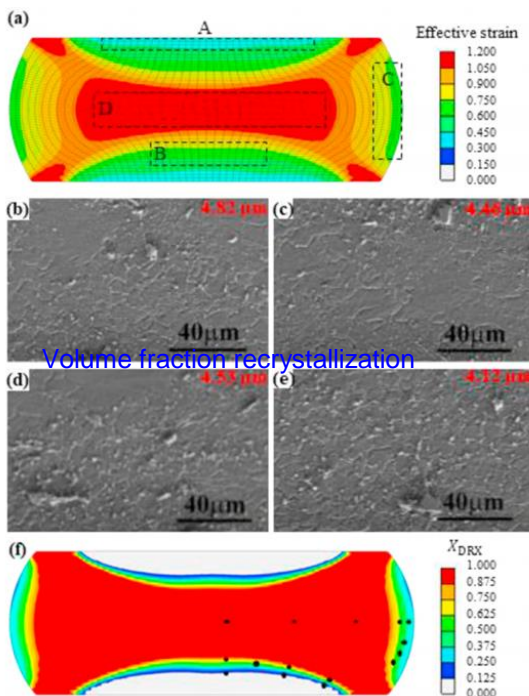 (a)
A
Effective strain
1.200
1.050
0.900
0.750
0.600
0.450
0.300
0.150
0.000
C
D
B
(b) 4.82 μm
40μm
(c) 4.46 μm
40μm
Volume fraction recrystallization
(d) 4.53 μm
40μm
(e) 4.12 μm
40μm
(f)
XDRX
1.000
0.875
0.750
0.625
0.500
0.375
0.250
0.125
0.000